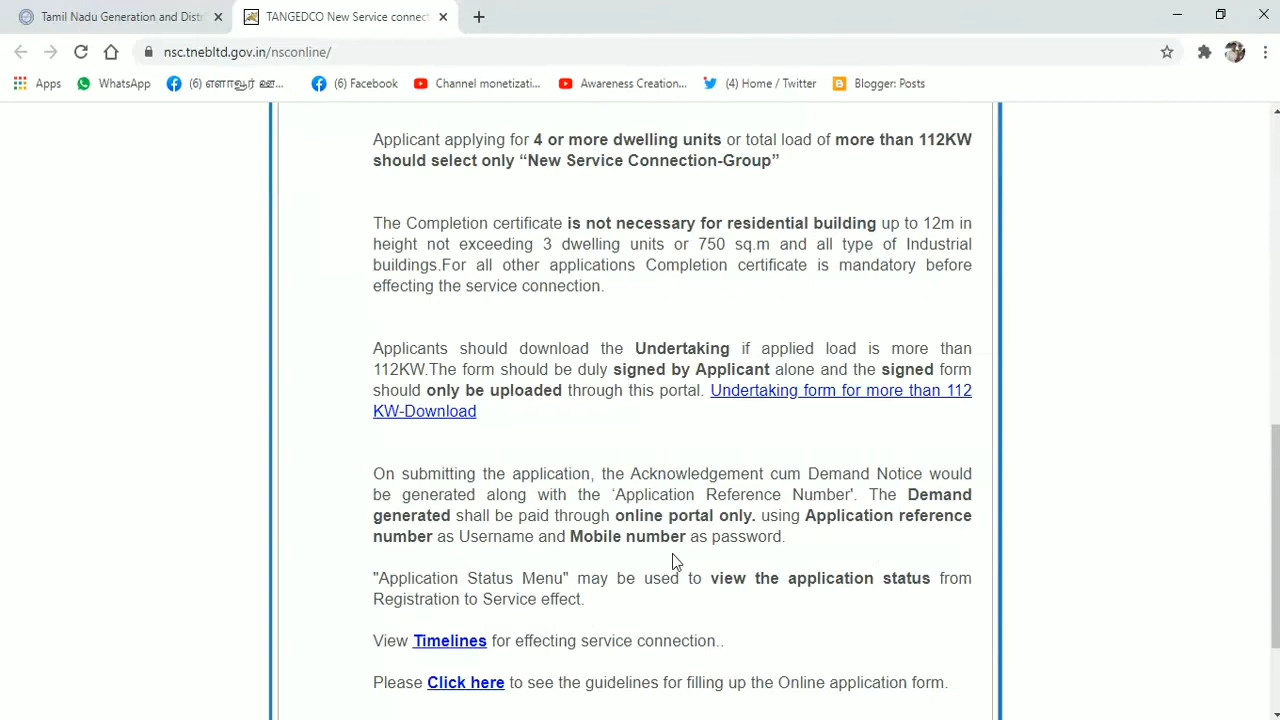 Tamil Nadu Generation and Distr
TANGEDCO New Service connect
nsc.tnebltd.gov.in/nsconline/
Apps
WhatsApp
(6) எளாவூர் ஊ...
(6) Facebook
Channel monetizati...
Awareness Creation...
(4) Home / Twitter
Blogger: Posts
Applicant applying for 4 or more dwelling units or total load of more than 112KW
should select only “New Service Connection-Group”
The Completion certificate is not necessary for residential building up to 12m in
height not exceeding 3 dwelling units or 750 sq.m and all type of Industrial
buildings.For all other applications Completion certificate is mandatory before
effecting the service connection.
Applicants should download the Undertaking if applied load is more than
112KW.The form should be duly signed by Applicant alone and the signed form
should only be uploaded through this portal. Undertaking form for more than 112
KW-Download
On submitting the application, the Acknowledgement cum Demand Notice would
be generated along with the ‘Application Reference Number'. The Demand
generated shall be paid through online portal only. using Application reference
number as Username and Mobile number as password.
"Application Status Menu" may be used to view the application status from
Registration to Service effect.
View Timelines for effecting service connection..
Please Click here to see the guidelines for filling up the Online application form.